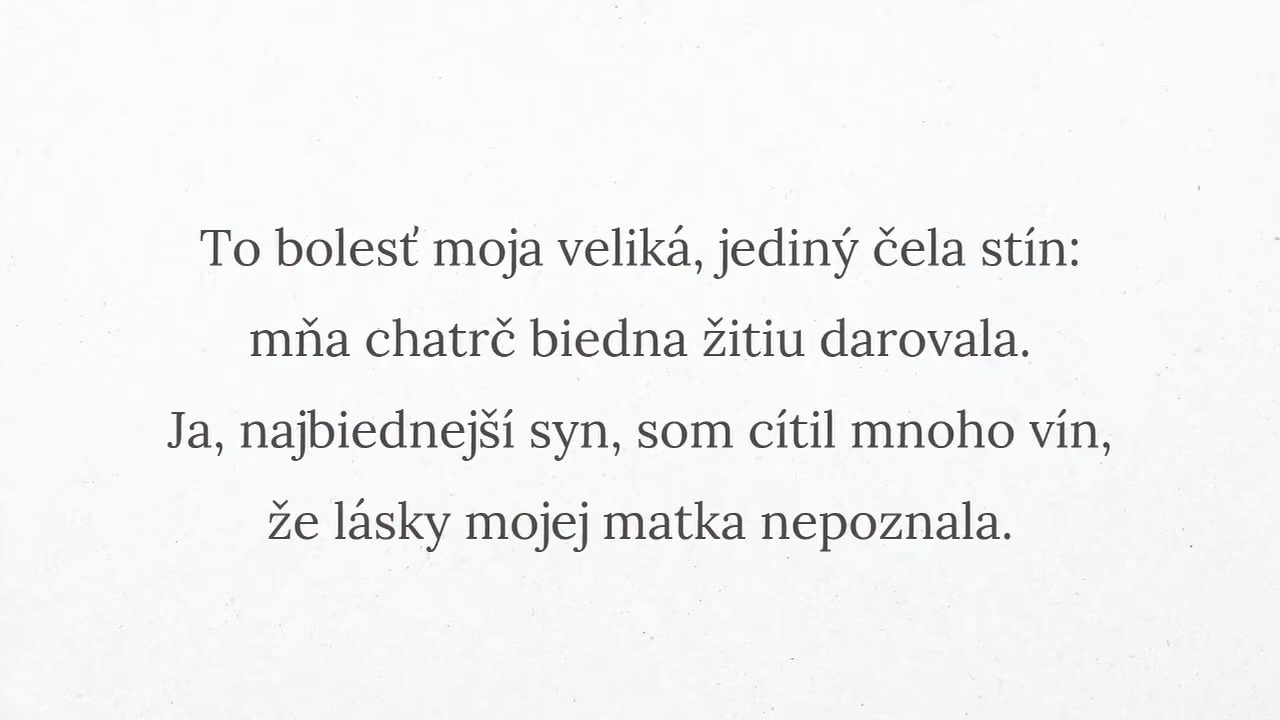 To bolesť moja veliká, jediný čela stín:
mňa chatrč biedna žitiu darovala.
Ja, najbiednejší syn, som cítil mnoho vín,
že lásky mojej matka nepoznala.